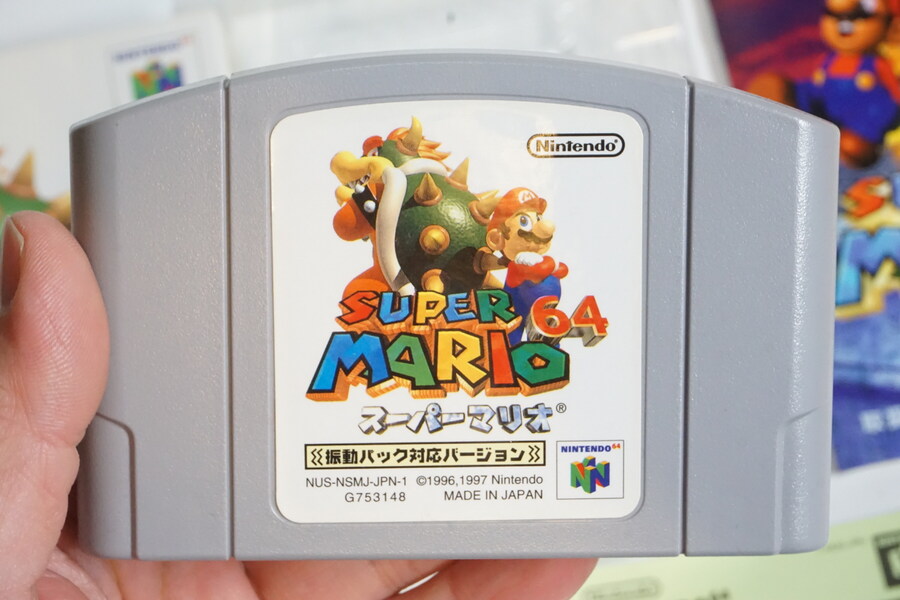 NINTENDO64
Nintendo®
SUPER
MARIO 64
スーパーマリオ®
振動パック対応バージョン
NUS-NSMJ-JPN-1 ©1996,1997 Nintendo
G753148 MADE IN JAPAN
NINTENDO64